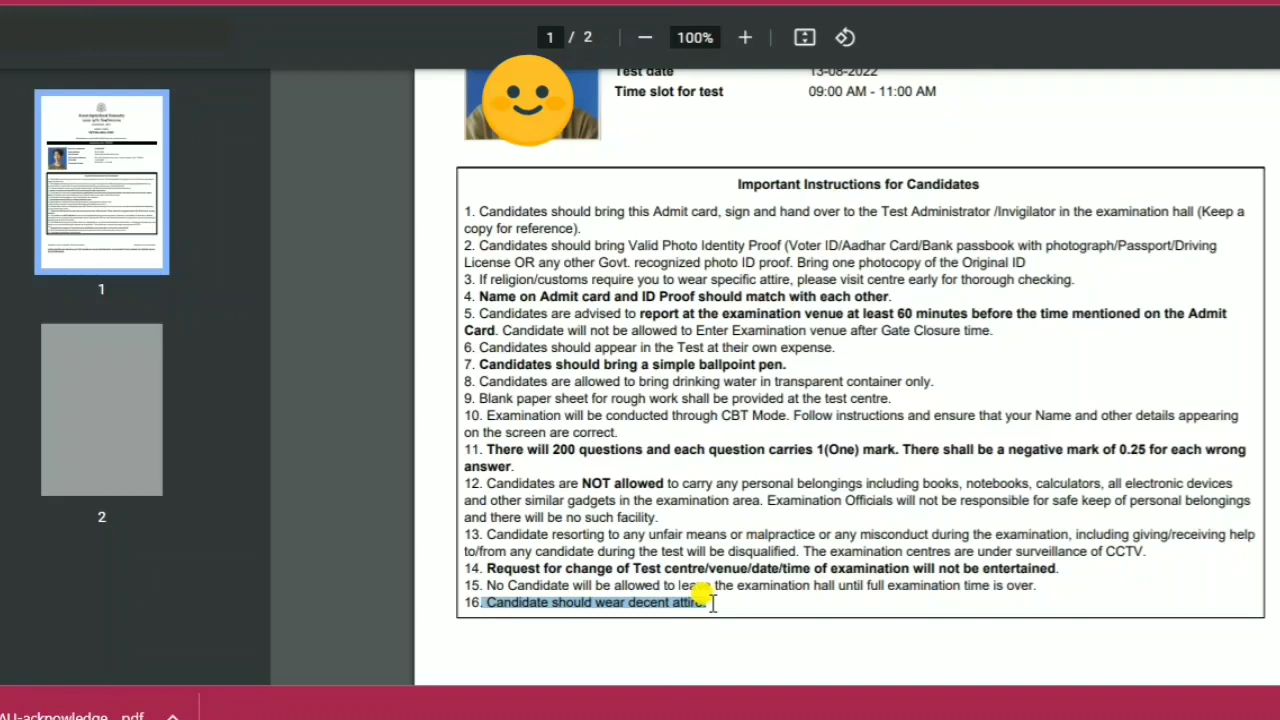 1 / 2
100%
Test date 13-08-2022
Time slot for test 09:00 AM - 11:00 AM
Important Instructions for Candidates
1. Candidates should bring this Admit card, sign and hand over to the Test Administrator /Invigilator in the examination hall (Keep a
copy for reference).
2. Candidates should bring Valid Photo Identity Proof (Voter ID/Aadhar Card/Bank passbook with photograph/Passport/Driving
License OR any other Govt. recognized photo ID proof. Bring one photocopy of the Original ID
3. If religion/customs require you to wear specific attire, please visit centre early for thorough checking.
4. Name on Admit card and ID Proof should match with each other.
5. Candidates are advised to report at the examination venue at least 60 minutes before the time mentioned on the Admit
Card. Candidate will not be allowed to Enter Examination venue after Gate Closure time.
6. Candidates should appear in the Test at their own expense.
7. Candidates should bring a simple ballpoint pen.
8. Candidates are allowed to bring drinking water in transparent container only.
9. Blank paper sheet for rough work shall be provided at the test centre.
10. Examination will be conducted through CBT Mode. Follow instructions and ensure that your Name and other details appearing
on the screen are correct.
11. There will 200 questions and each question carries 1(One) mark. There shall be a negative mark of 0.25 for each wrong
answer.
12. Candidates are NOT allowed to carry any personal belongings including books, notebooks, calculators, all electronic devices
and other similar gadgets in the examination area. Examination Officials will not be responsible for safe keep of personal belongings
and there will be no such facility.
13. Candidate resorting to any unfair means or malpractice or any misconduct during the examination, including giving/receiving help
to/from any candidate during the test will be disqualified. The examination centres are under surveillance of CCTV.
14. Request for change of Test centre/venue/date/time of examination will not be entertained.
15. No Candidate will be allowed to leave the examination hall until full examination time is over.
16. Candidate should wear decent attire.
1
2
AU-acknowledge....pdf